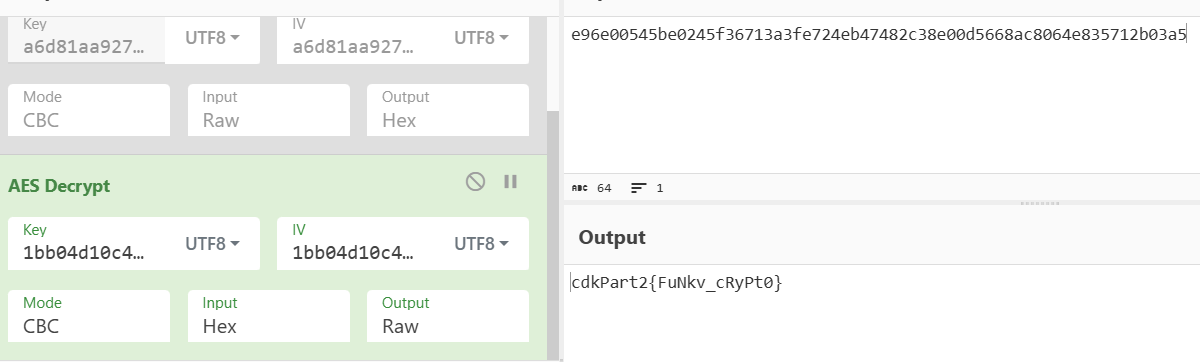 Key
a6d81aa927...
UTF8
IV
a6d81aa927...
UTF8
Mode
CBC
Input
Raw
Output
Hex
AES Decrypt
Key
1bb04d10c4...
UTF8
IV
1bb04d10c4...
UTF8
Mode
CBC
Input
Hex
Output
Raw
e96e00545be0245f36713a3fe724eb47482c38e00d5668ac8064e835712b03a5
ABC 64 1
Output
cdkPart2{FuNkv_cRyPt0}